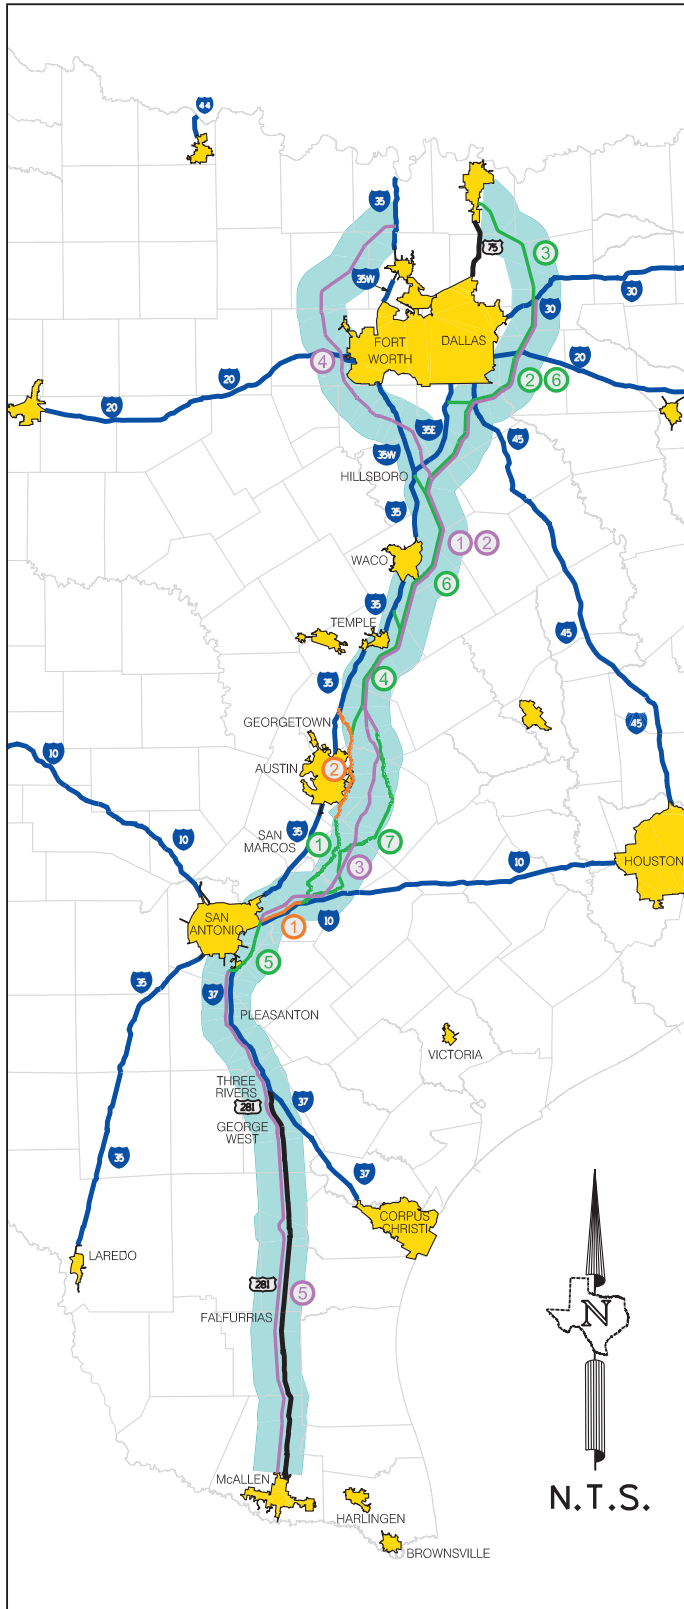 44
35
75
3
35W
30
30
FORT
WORTH
DALLAS
4
20
20
2
6
20
20
35E
45
35W
HILLSBORO
35
1
2
WACO
6
35
TEMPLE
45
4
35
GEORGETOWN
45
10
AUSTIN
2
35
SAN
MARCOS
10
1
7
3
10
HOUSTON
SAN
ANTONIO
10
1
5
35
37
PLEASANTON
VICTORIA
THREE
RIVERS
37
281
GEORGE
WEST
35
37
CORPUS
CHRISTI
LAREDO
281
5
FALFURRIAS
N
McALLEN
N.T.S.
HARLINGEN
BROWNSVILLE